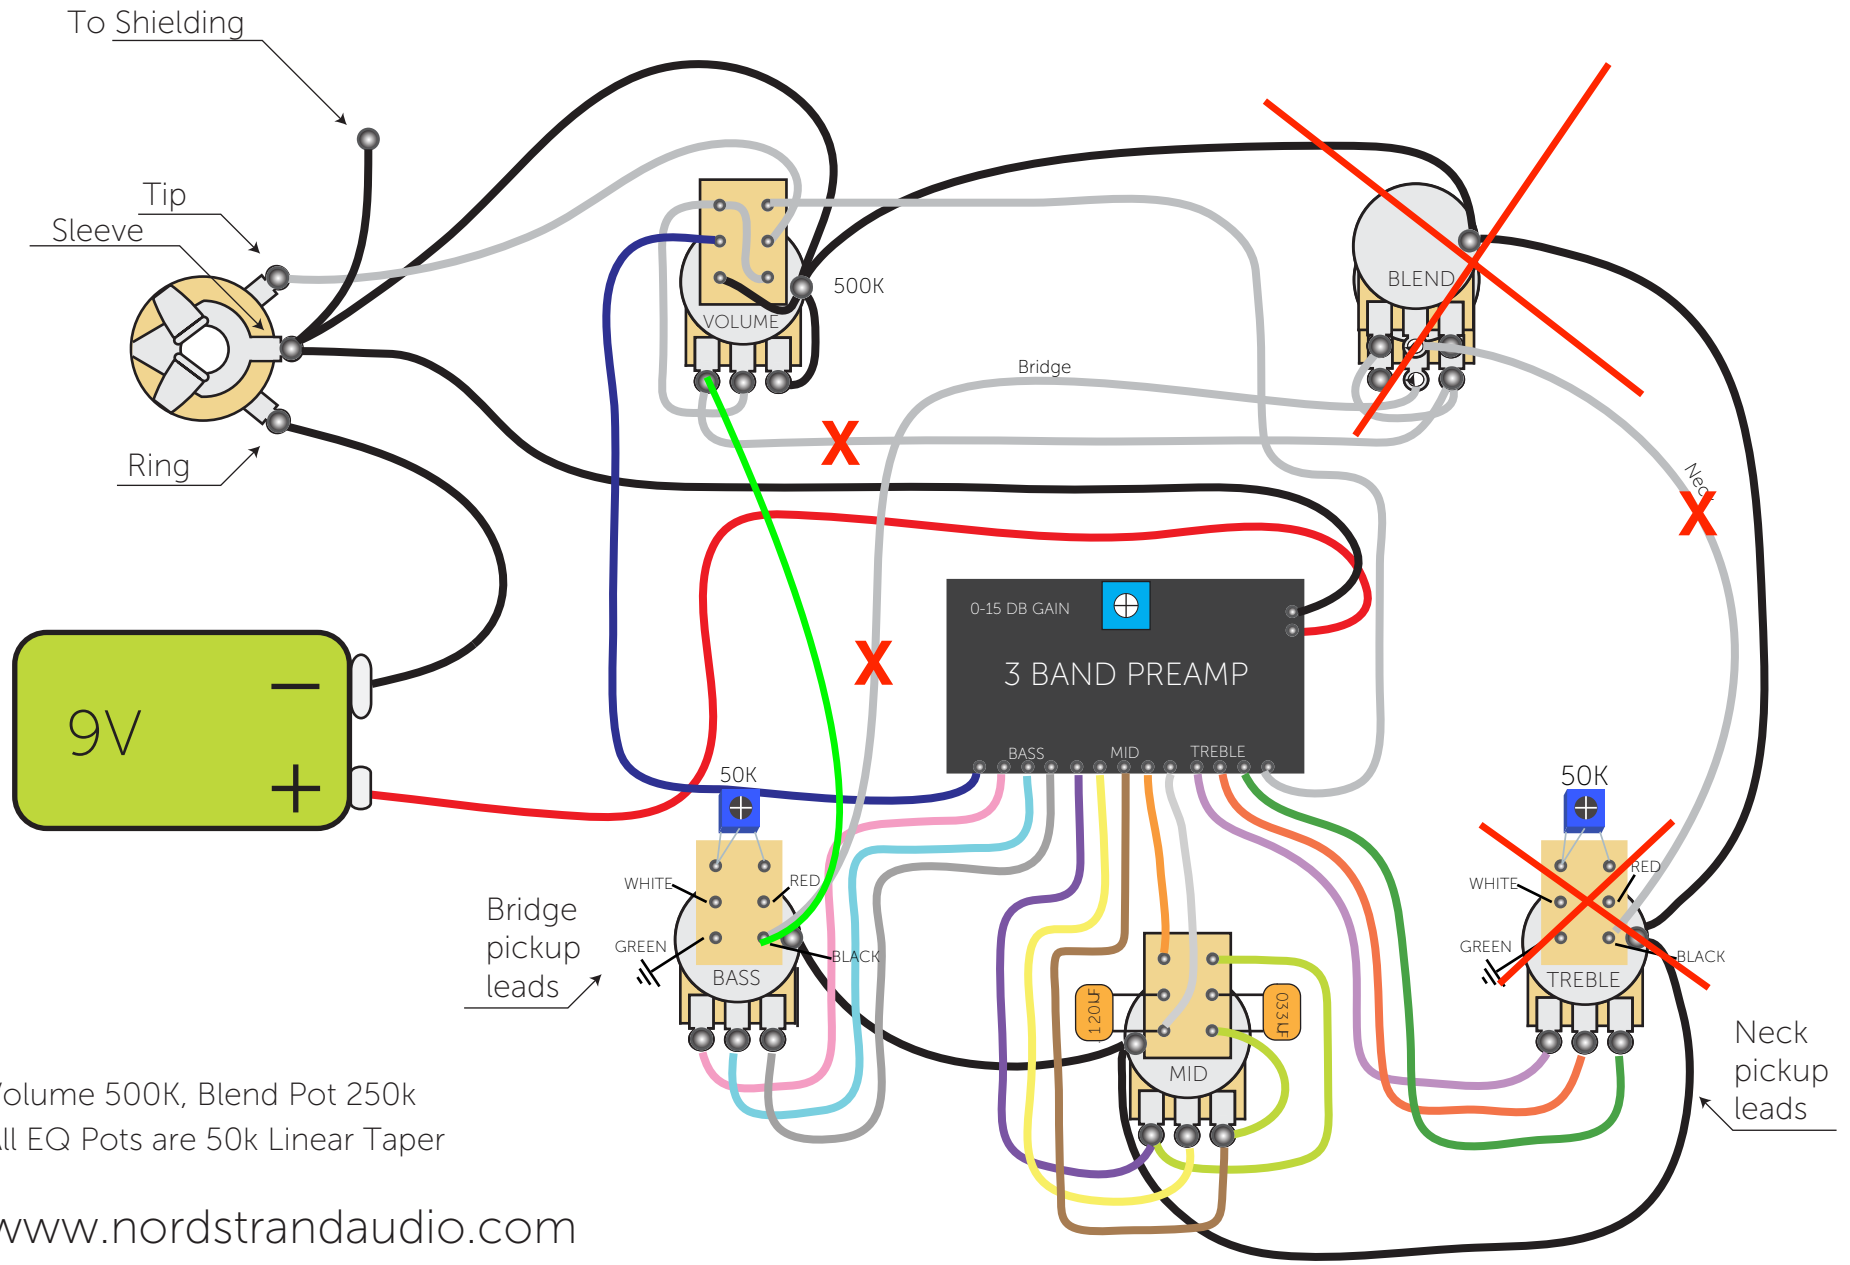 To Shielding
Tip
Sleeve
Ring
500K
VOLUME
BLEND
Bridge
X
X
X
0-15 DB GAIN
3 BAND PREAMP
BASS
MID
TREBLE
9V
50K
WHITE
RED
GREEN
BLACK
BASS
Bridge
pickup
leads
MID
50K
WHITE
RED
GREEN
BLACK
TREBLE
Neck
pickup
leads
olume 500K, Blend Pot 250k
ll EQ Pots are 50k Linear Taper
www.nordstrandaudio.com